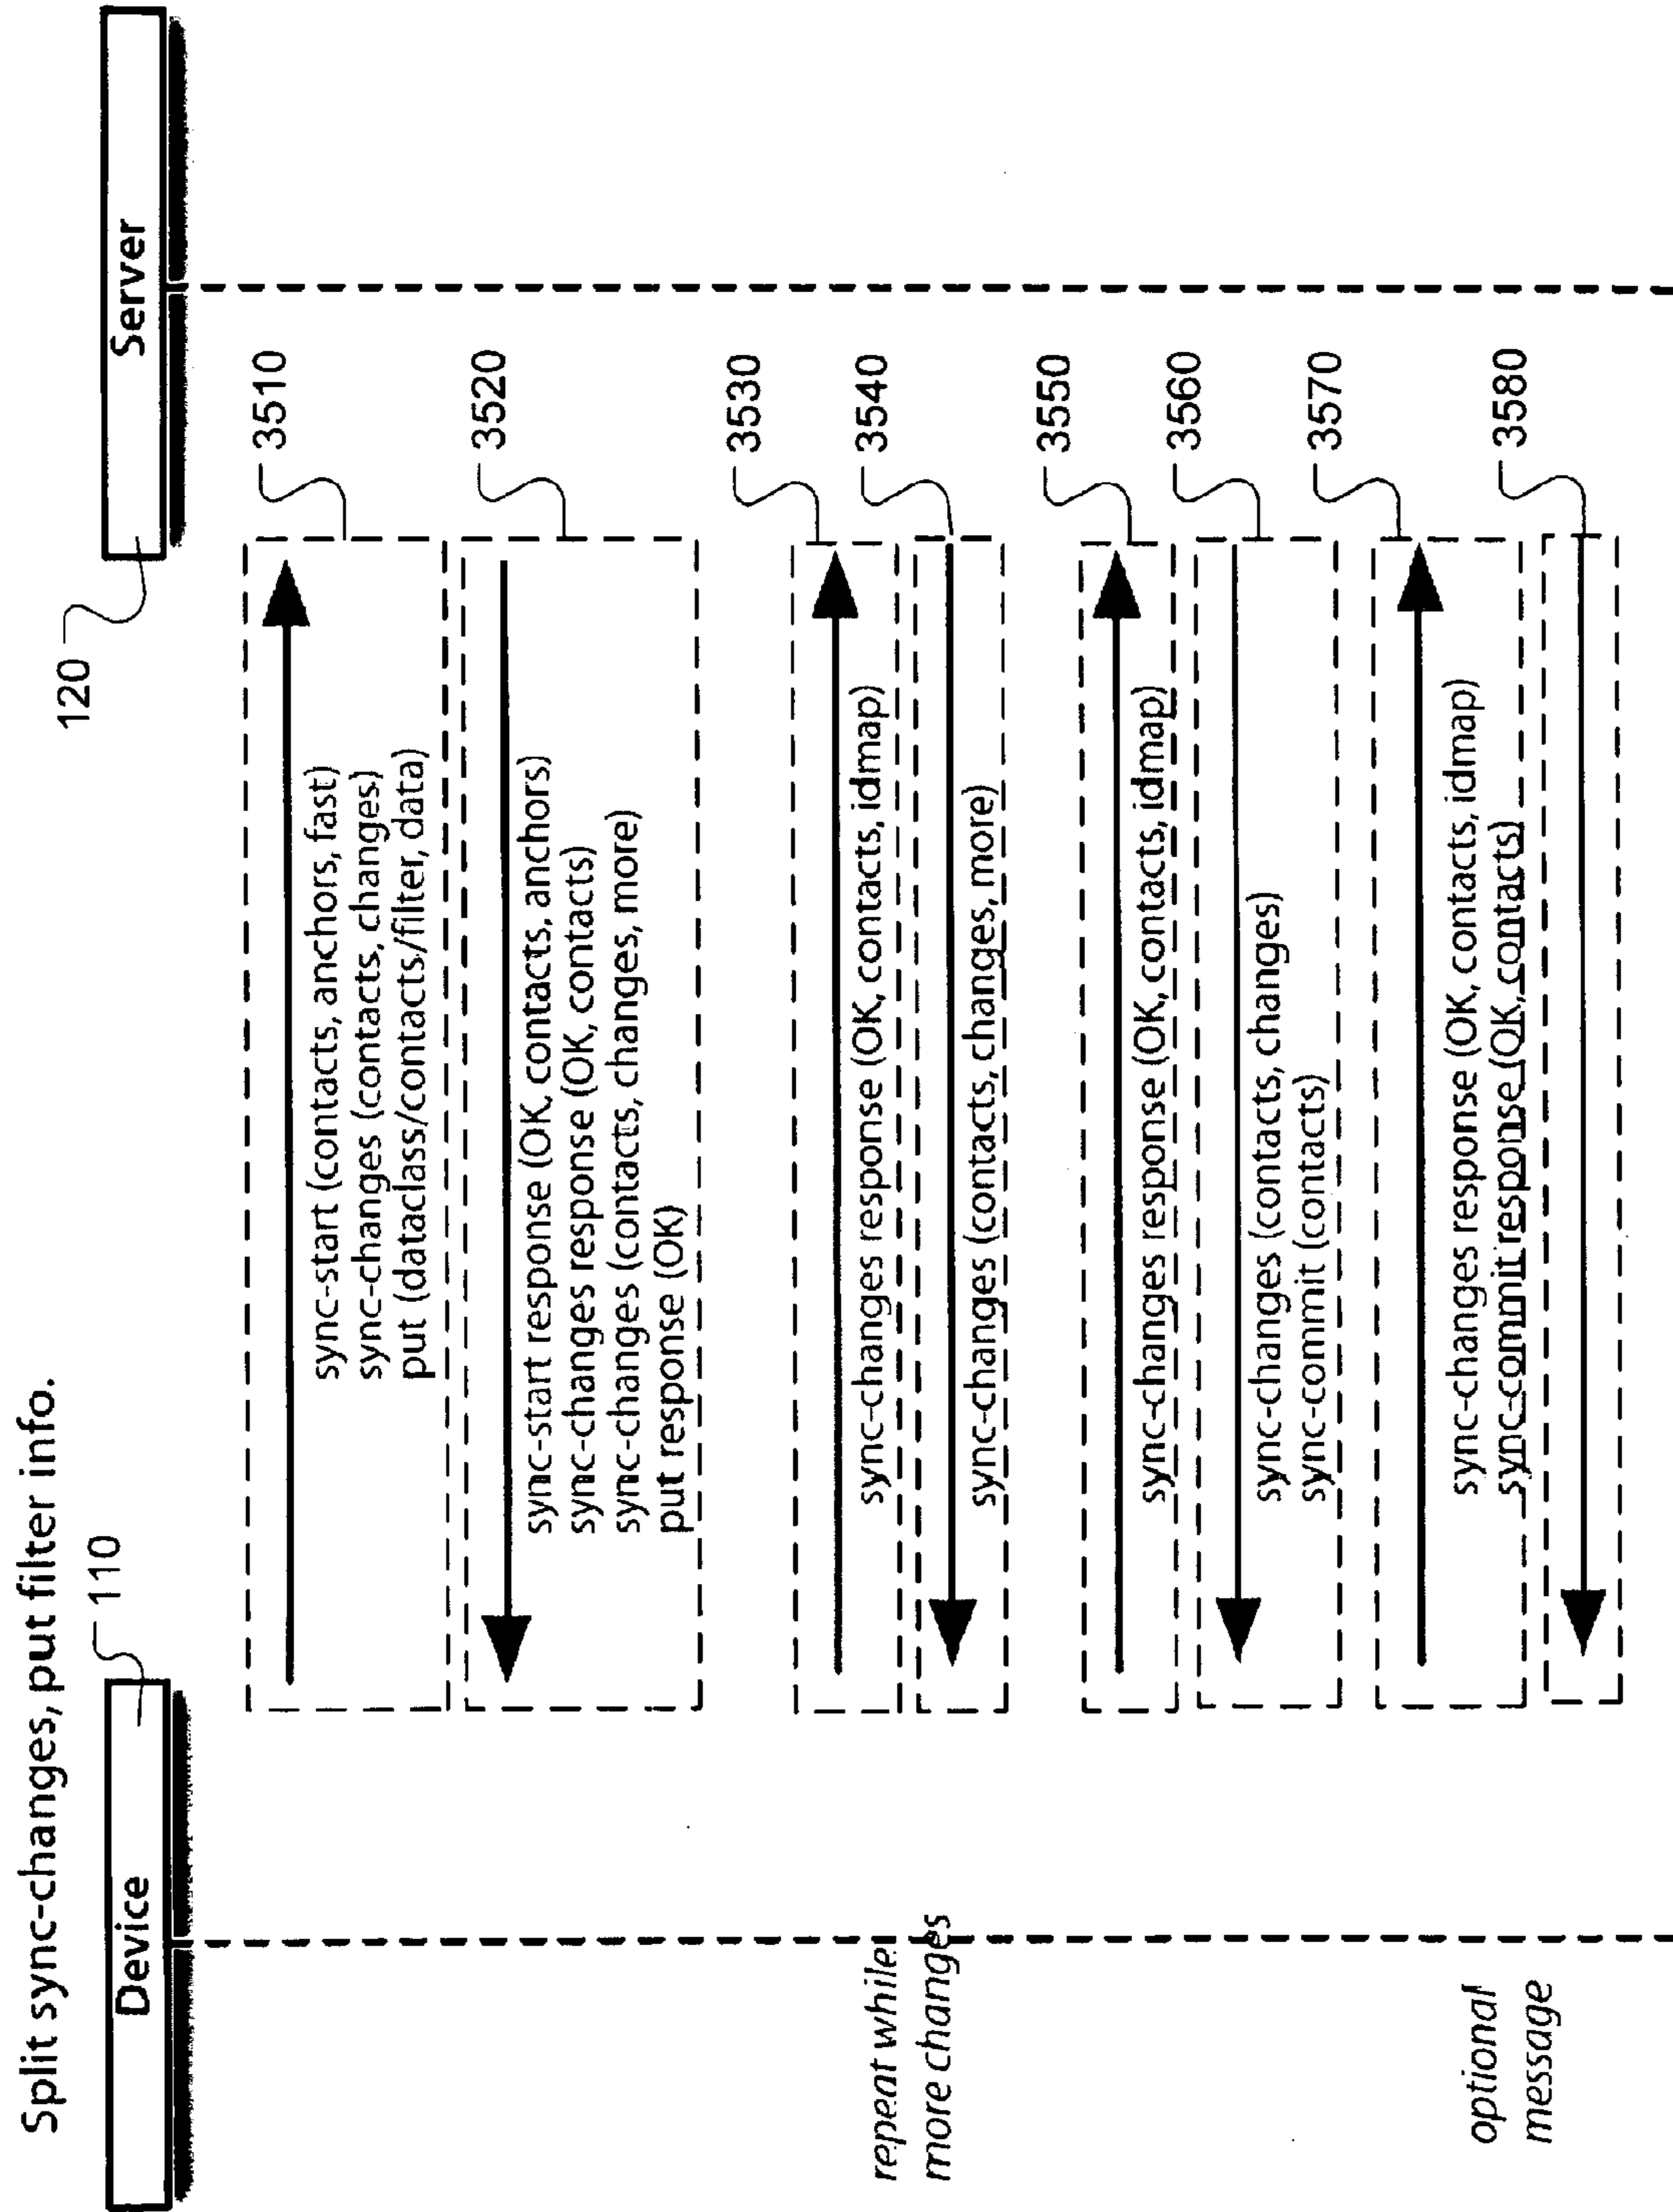 Split sync-changes, put filter info.
110
Device
120
Server
3510
sync-start (contacts, anchors, fast)
sync-changes (contacts, changes)
put (dataclass/contacts/filter, data)
3520
sync-start response (OK, contacts, anchors)
sync-changes response (OK, contacts)
sync-changes (contacts, changes, more)
put response (OK)
repeat while
more changes
3530
sync-changes response (OK, contacts, idmap)
3540
sync-changes (contacts, changes, more)
3550
sync-changes response (OK, contacts, idmap)
3560
sync-changes (contacts, changes)
sync-commit (contacts)
optional
message
3570
sync-changes response (OK, contacts, idmap)
sync-commit response (OK, contacts)
3580